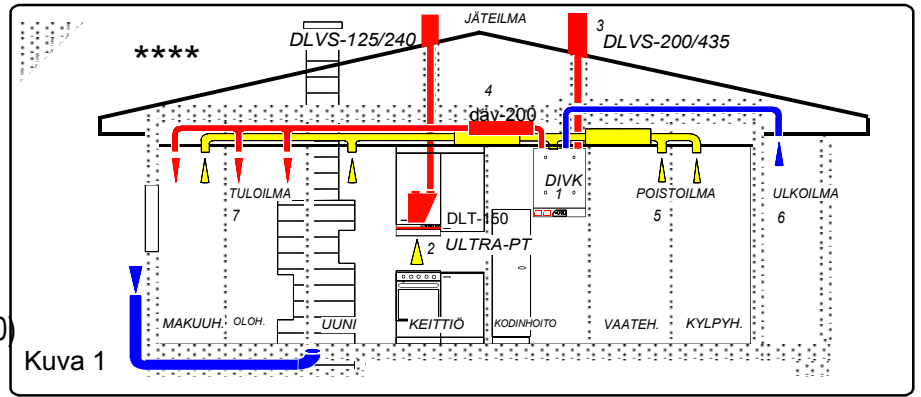 JÄTEILMA
3
DLVS-125/240
DLVS-200/435
****
4
dav-200
DIVK
1
TULOILMA
7
POISTOILMA
5
ULKOILMA
6
DLT-150
2
ULTRA-PT
MAKUUH.
OLOH.
UUNI
KEITTIÖ
KODINHOITO
VAATEH.
KYLPYH.
0)
Kuva 1